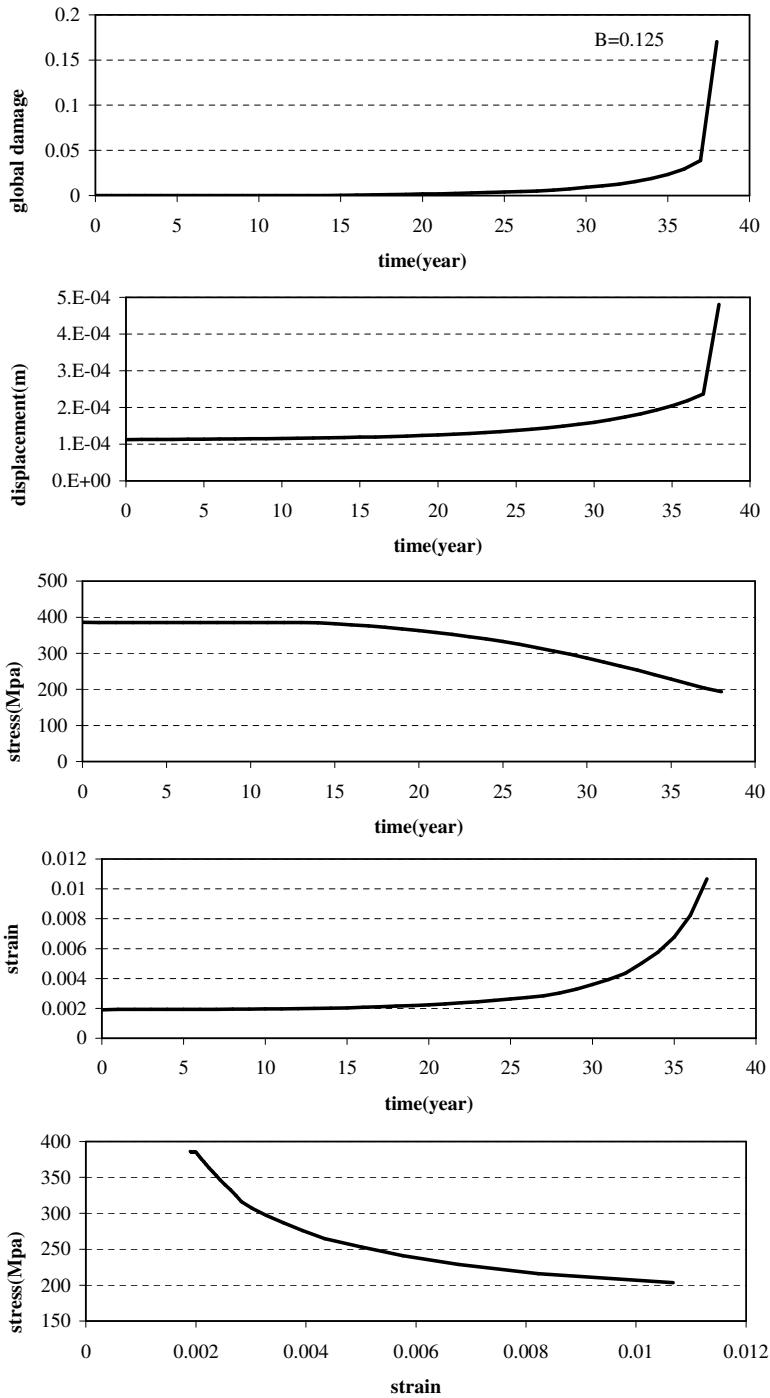 0.2
B=0.125
0.15
0.1
0.05
0
global damage
0 5 10 15 20 25 30 35 40
time(year)
5.E-04
4.E-04
3.E-04
2.E-04
1.E-04
0.E+00
displacement(m)
0 5 10 15 20 25 30 35 40
time(year)
500
400
300
200
100
0
stress(Mpa)
0 5 10 15 20 25 30 35 40
time(year)
0.012
0.01
0.008
0.006
0.004
0.002
0
strain
0 5 10 15 20 25 30 35 40
time(year)
400
350
300
250
200
150
stress(Mpa)
0 0.002 0.004 0.006 0.008 0.01 0.012
strain